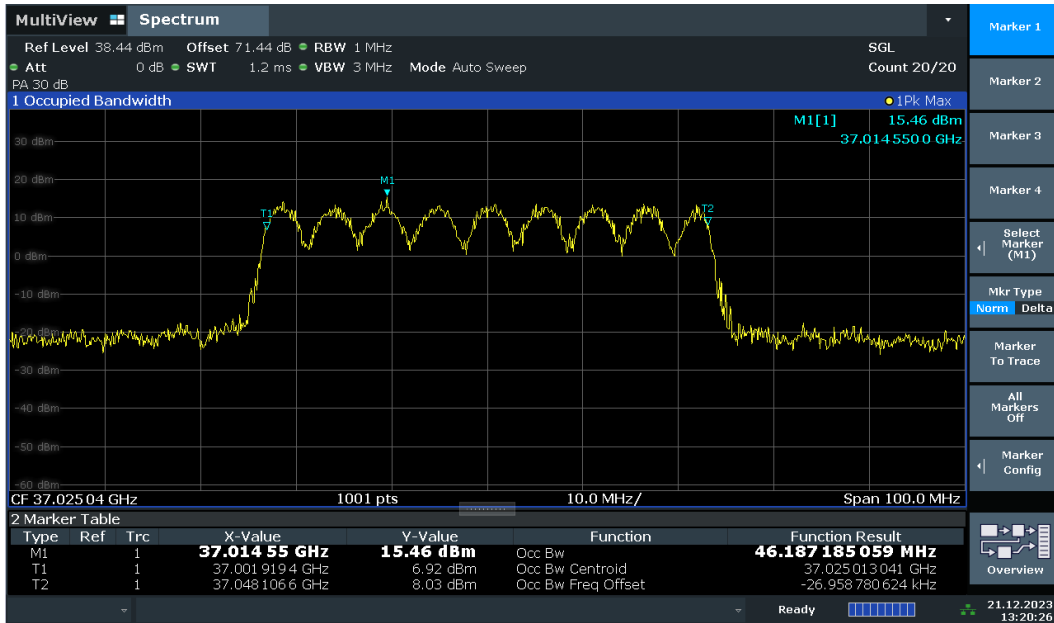 MultiView Spectrum
Ref Level 38.44 dBm Offset 71.44 dB RBW 1 MHz SGL
Att 0 dB SWT 1.2 ms VBW 3 MHz Mode Auto Sweep Count 20/20
PA 30 dB
1 Occupied Bandwidth 1Pk Max
M1[1] 15.46 dBm
37.014 550 0 GHz
30 dBm
20 dBm
M1
T1
T2
10 dBm
0 dBm
-10 dBm
-20 dBm
-30 dBm
-40 dBm
-50 dBm
-60 dBm
CF 37.025 04 GHz 1001 pts 10.0 MHz/ Span 100.0 MHz
2 Marker Table
Type Ref Trc X-Value Y-Value Function Function Result
M1 1 37.014 55 GHz 15.46 dBm Occ Bw 46.187 185 059 MHz
T1 1 37.001 919 4 GHz 6.92 dBm Occ Bw Centroid 37.025 013 041 GHz
T2 1 37.048 106 6 GHz 8.03 dBm Occ Bw Freq Offset -26.958 780 624 kHz
Ready
21.12.2023
13:20:26
Marker 1
Marker 2
Marker 3
Marker 4
Select
Marker
(M1)
Mkr Type
Norm Delta
Marker
To Trace
All
Markers
Off
Marker
Config
Overview